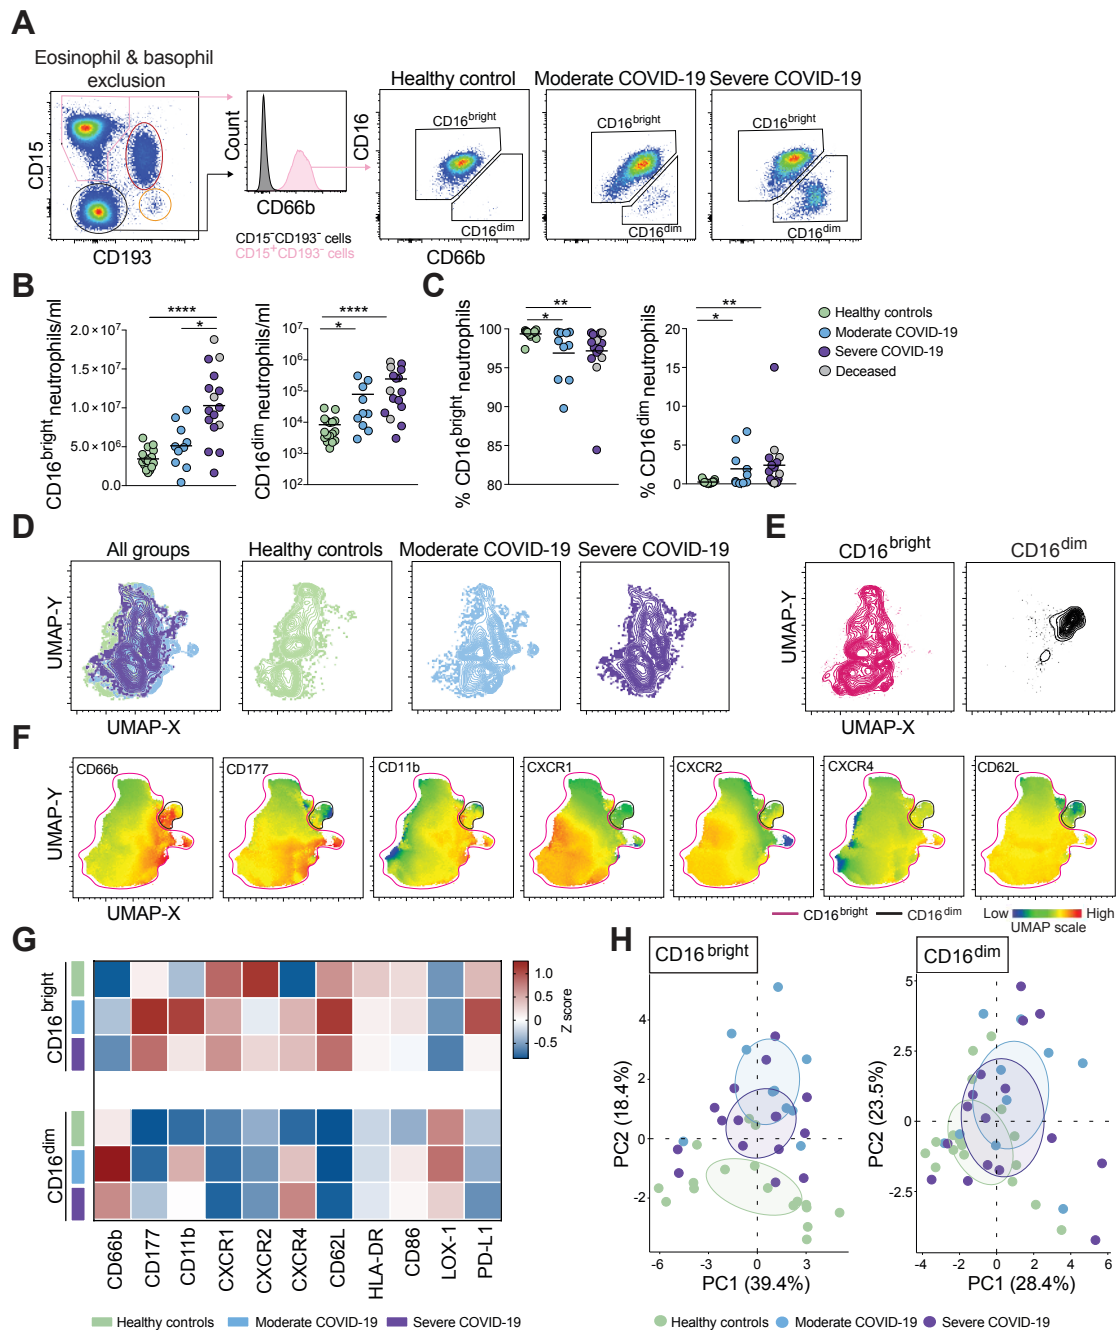 A
Eosinophil & basophil
exclusion
CD15
CD193
Count
CD66b
CD15⁻CD193⁻ cells
CD15⁺CD193⁻ cells
Healthy control
Moderate COVID-19
Severe COVID-19
CD16
CD16bright
CD16dim
CD16bright
CD16dim
CD16bright
CD16dim
CD66b
B
CD16bright neutrophils/ml
2.0×10⁷
1.5×10⁷
1.0×10⁷
5.0×10⁶
0.0
****
*
CD16dim neutrophils/ml
10⁷
10⁶
10⁵
10⁴
10³
10²
****
*
C
% CD16bright neutrophils
100
95
90
85
80
**
*
% CD16dim neutrophils
20
15
10
5
0
**
*
Healthy controls
Moderate COVID-19
Severe COVID-19
Deceased
D
All groups
Healthy controls
Moderate COVID-19
Severe COVID-19
UMAP-Y
UMAP-X
E
CD16bright
CD16dim
UMAP-Y
UMAP-X
F
CD66b
CD177
CD11b
CXCR1
CXCR2
CXCR4
CD62L
UMAP-Y
UMAP-X
CD16bright
CD16dim
Low
High
UMAP scale
G
CD16bright
CD16dim
1.0
0.5
0
-0.5
Z score
CD66b
CD177
CD11b
CXCR1
CXCR2
CXCR4
CD62L
HLA-DR
CD86
LOX-1
PD-L1
Healthy controls
Moderate COVID-19
Severe COVID-19
H
CD16bright
PC2 (18.4%)
4
2
0
-2
-6
-3
0
3
PC1 (39.4%)
CD16dim
PC2 (23.5%)
5
2.5
0
-2.5
-4
-2
0
2
4
6
PC1 (28.4%)
Healthy controls
Moderate COVID-19
Severe COVID-19